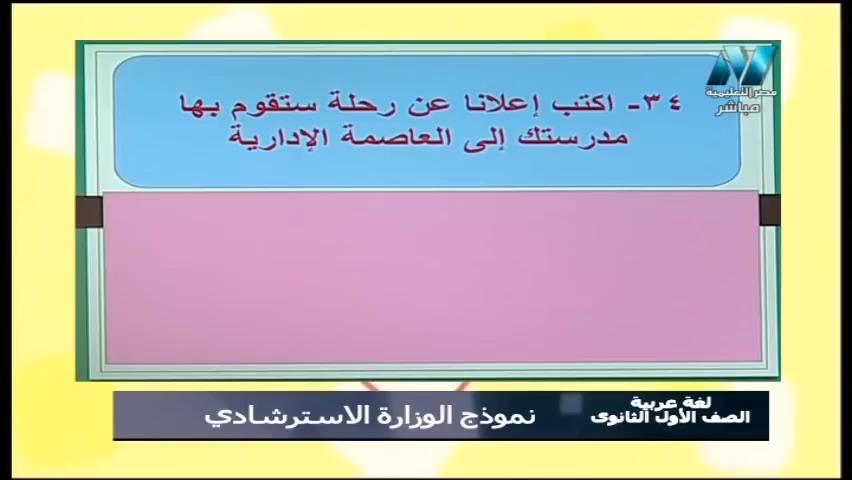 مصر التعليمية
مباشر
٣٤- اكتب إعلانا عن رحلة ستقوم بها
مدرستك إلى العاصمة الإدارية
لغة عربية
الصف الأول الثانوى
نموذج الوزارة الاسترشادي